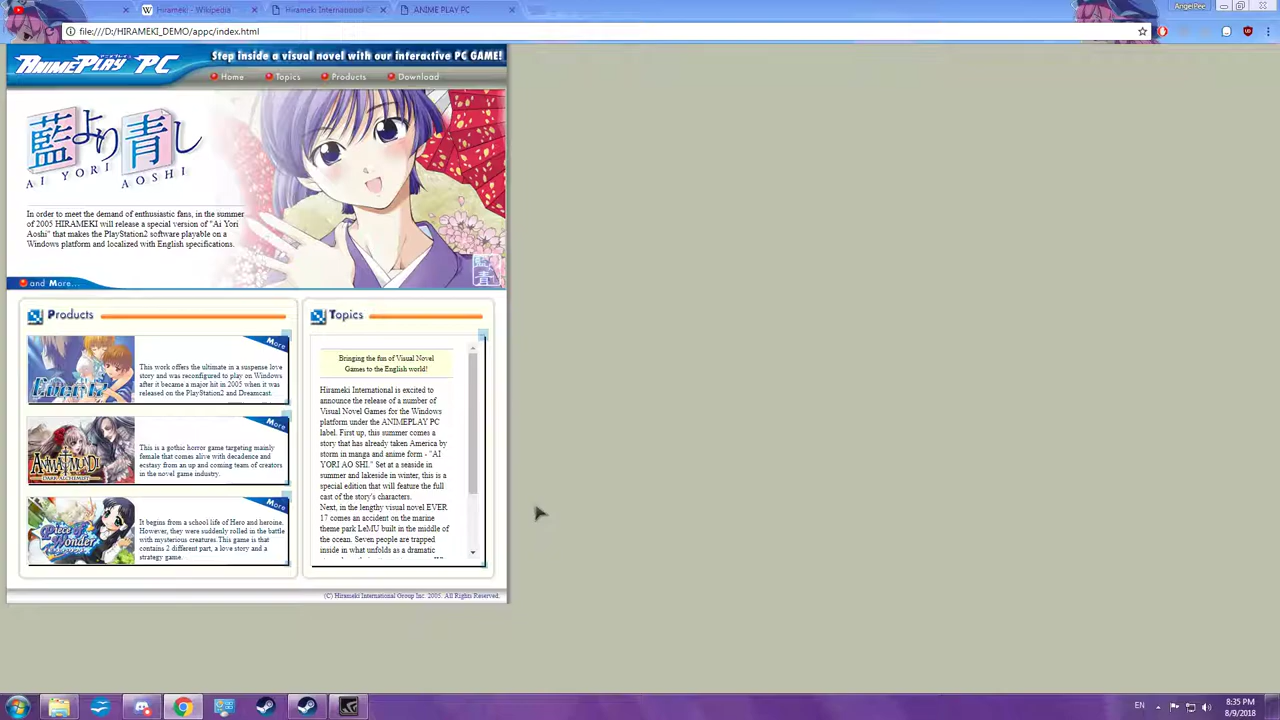 AngelPee
Hirameki - Wikipedia
Hirameki International G
ANIME PLAY PC
file:///D:/HIRAMEKI_DEMO/appc/index.html
ANIMEPLAY PC
Step inside a visual novel with our interactive PC GAME!
Home
Topics
Products
Download
藍より青し
AI YORI AOSHI
In order to meet the demand of enthusiastic fans, in the summer
of 2005 HIRAMEKI will release a special version of "Ai Yori
Aoshi" that makes the PlayStation2 software playable on a
Windows platform and localized with English specifications.
藍青
and More...
Products
More
This work offers the ultimate in a suspense love
story and was reconfigured to play on Windows
after it became a major hit in 2005 when it was
released on the PlayStation2 and Dreamcast.
Ever17
More
This is a gothic horror game targeting mainly
female that comes alive with decadence and
ecstasy from an up and coming team of creators
in the novel game industry.
ANIMAMUNDI
DARK ALCHEMIST
More
It begins from a school life of Hero and heroine.
However, they were suddenly rolled in the battle
with mysterious creatures.This game is that
contains 2 different part, a love story and a
strategy game.
Piece of
Wonder
Topics
Bringing the fun of Visual Novel
Games to the English world!
Hirameki International is excited to
announce the release of a number of
Visual Novel Games for the Windows
platform under the ANIMEPLAY PC
label. First up, this summer comes a
story that has already taken America by
storm in manga and anime form - "AI
YORI AO SHI." Set at a seaside in
summer and lakeside in winter, this is a
special edition that will feature the full
cast of the story's characters.
Next, in the lengthy visual novel EVER
17 comes an accident on the marine
theme park LeMU built in the middle of
the ocean. Seven people are trapped
inside in what unfolds as a dramatic
(C) Hirameki International Group Inc. 2005. All Rights Reserved.
EN
8:35 PM
8/9/2018